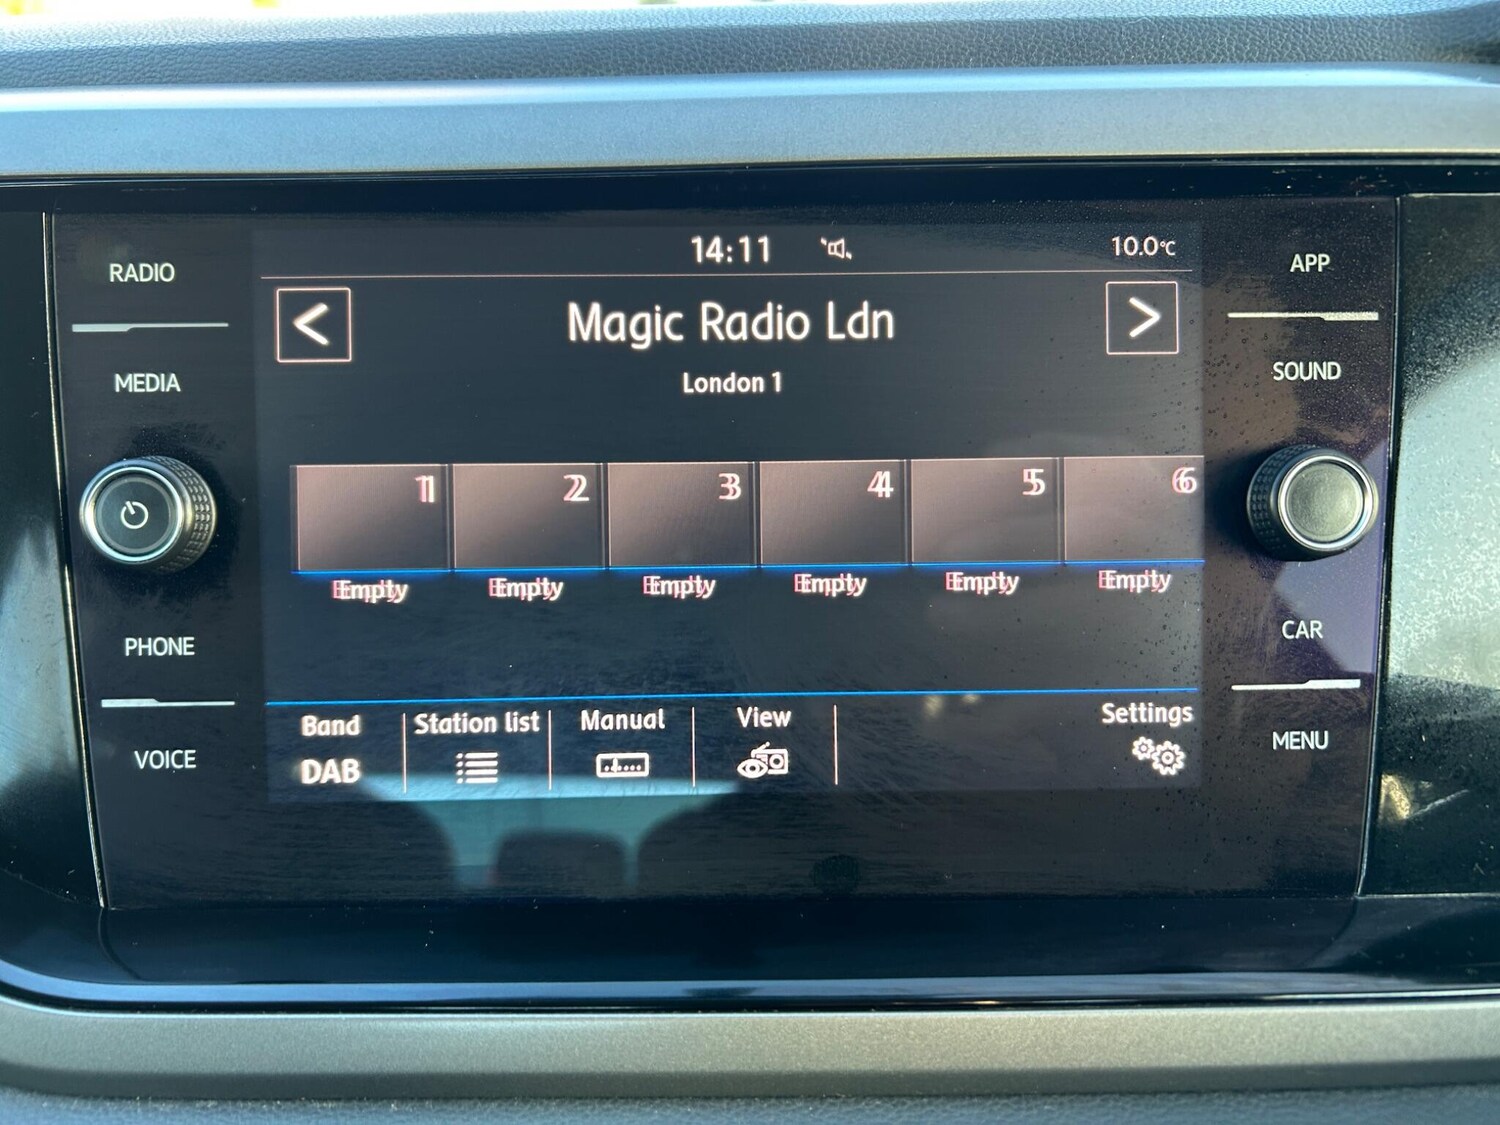 14:11
10.0°C
RADIO
MEDIA
PHONE
VOICE
<
Magic Radio Ldn
>
London 1
1 2 3 4 5 6
Empty Empty Empty Empty Empty Empty
Band
DAB
Station list
Manual
View
Settings
APP
SOUND
CAR
MENU